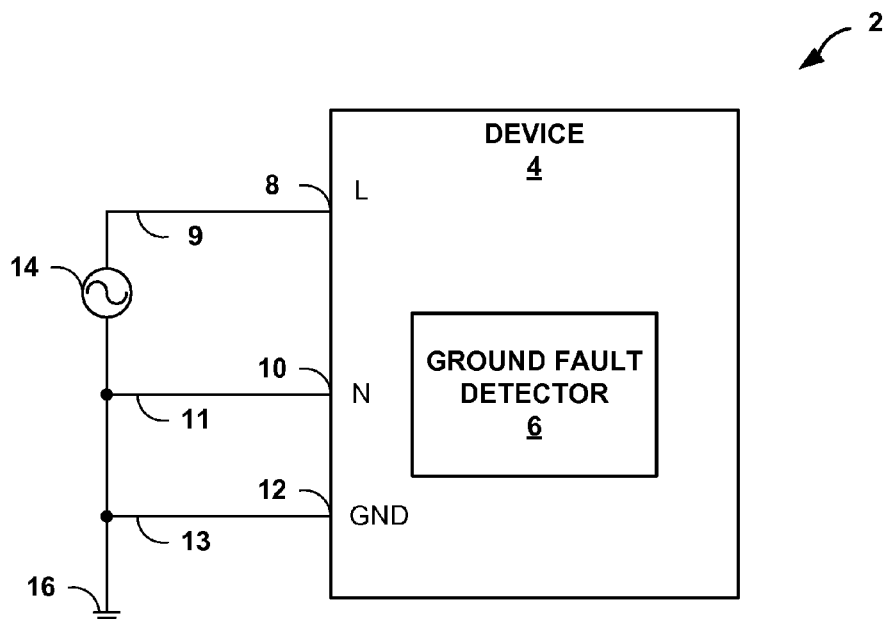 2
DEVICE
4
8
L
9
14
10
N
11
GROUND FAULT
DETECTOR
6
12
GND
13
16